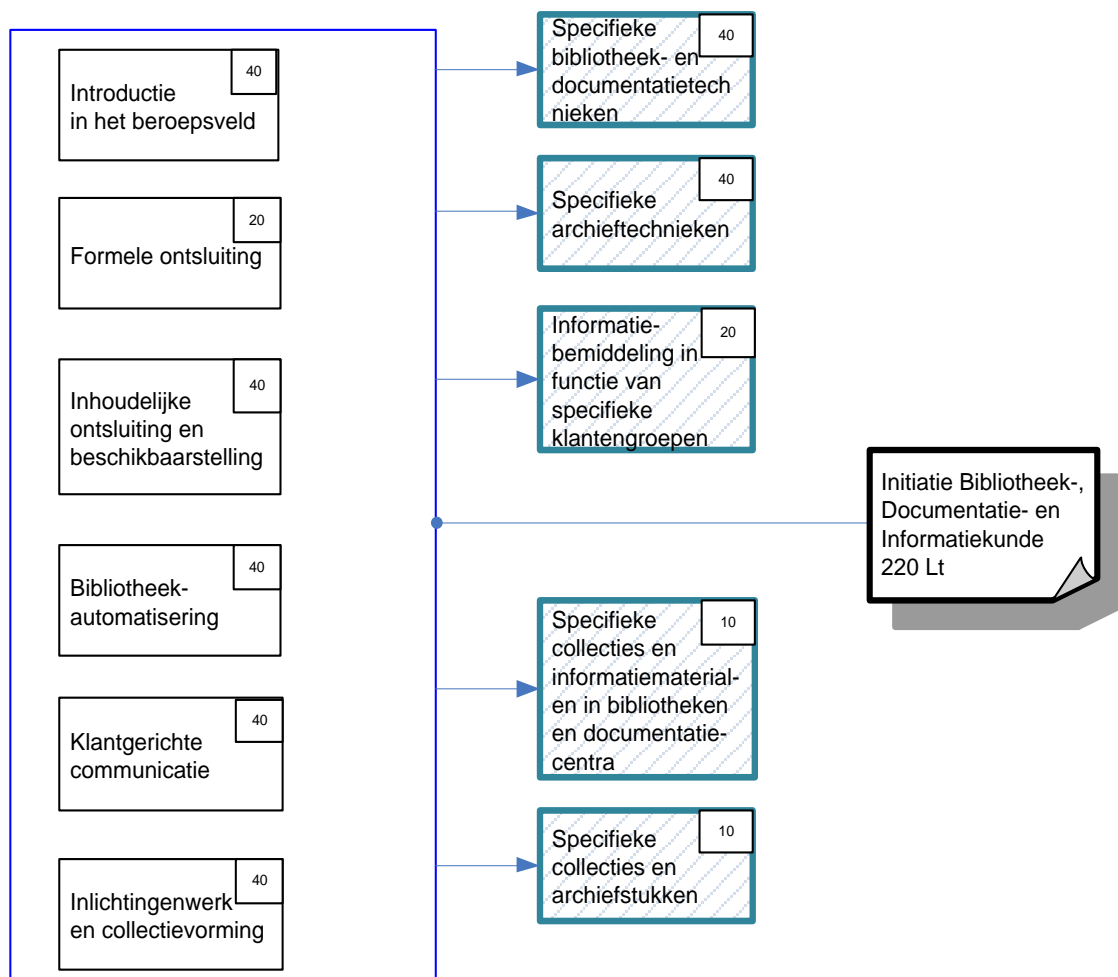 40
Introductie
in het beroepsveld
20
Formele ontsluiting
40
Inhoudelijke
ontsluiting en
beschikbaarstelling
40
Bibliotheek-
automatisering
40
Klantgerichte
communicatie
40
Inlichtingenwerk
en collectievorming
40
Specifieke
bibliotheek- en
documentatietech
nieken
40
Specifieke
archieftechnieken
20
Informatie-
bemiddeling in
functie van
specifieke
klantengroepen
10
Specifieke
collecties en
informatiematerial-
en in bibliotheken
en documentatie-
centra
10
Specifieke
collecties en
archiefstukken
Initiatie Bibliotheek-,
Documentatie- en
Informatiekunde
220 Lt